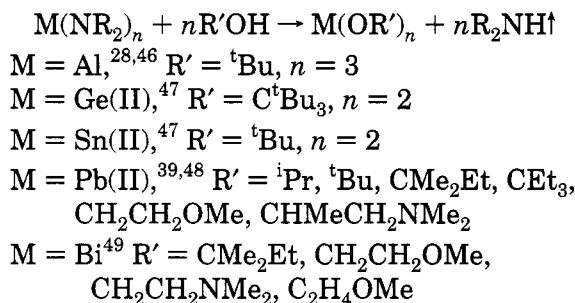 M(NR₂)ₙ + nR′OH → M(OR′)ₙ + nR₂NH↑
M = Al,²⁸,⁴⁶ R′ = ᵗBu, n = 3
M = Ge(II),⁴⁷ R′ = CᵗBu₃, n = 2
M = Sn(II),⁴⁷ R′ = ᵗBu, n = 2
M = Pb(II),³⁹,⁴⁸ R′ = ⁱPr, ᵗBu, CMe₂Et, CEt₃,
CH₂CH₂OMe, CHMeCH₂NMe₂
M = Bi⁴⁹ R′ = CMe₂Et, CH₂CH₂OMe,
CH₂CH₂NMe₂, C₂H₄OMe